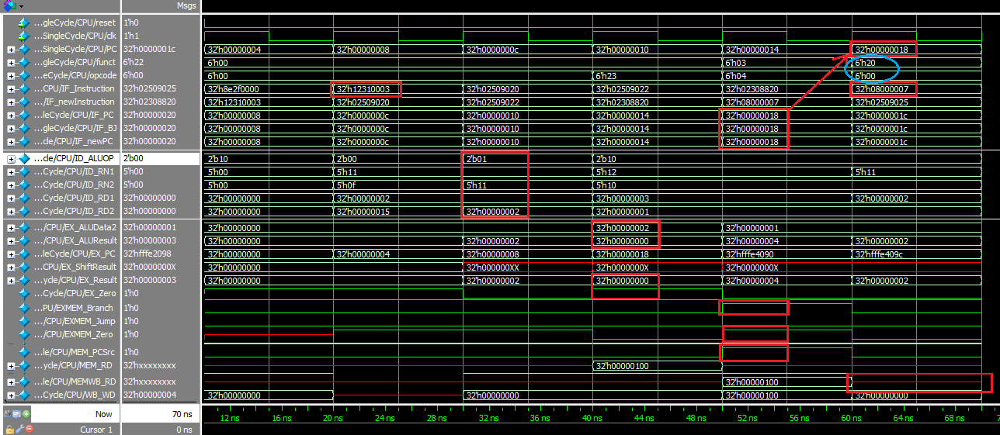 Msgs
...gleCycle/CPU/reset 1'h0
...SingleCycle/CPU/clk 1'h1
...SingleCycle/CPU/PC 32'h0000001c 32'h00000004 32'h00000008 32'h0000000c 32'h00000010 32'h00000014 32'h00000018
...gleCycle/CPU/funct 6'h22 6'h00 6'h03 6'h20
...eCycle/CPU/opcode 6'h00 6'h00 6'h23 6'h04 6'h00
...CPU/IF_Instruction 32'h02509025 32'h8e2f0000 32'h12310003 32'h02509020 32'h02509022 32'h02308820 32'h08000007
.../IF_newInstruction 32'h02308820 32'h12310003 32'h02509020 32'h02509022 32'h02308820 32'h08000007 32'h02509025
...leCycle/CPU/IF_PC 32'h00000020 32'h00000008 32'h0000000c 32'h00000010 32'h00000014 32'h00000018 32'h0000001c
...gleCycle/CPU/IF_BJ 32'h00000020 32'h00000008 32'h0000000c 32'h00000010 32'h00000014 32'h00000018 32'h0000001c
...cle/CPU/IF_newPC 32'h00000020 32'h00000008 32'h0000000c 32'h00000010 32'h00000014 32'h00000018 32'h0000001c
...cle/CPU/ID_ALUOP 2'b00 2'b10 2'b00 2'b01 2'b10
...Cycle/CPU/ID_RN1 5'h00 5'h00 5'h11 5'h12 5'h11
...Cycle/CPU/ID_RN2 5'h00 5'h00 5'h0f 5'h11 5'h10
...Cycle/CPU/ID_RD1 32'h00000000 32'h00000000 32'h00000002 32'h00000003 32'h00000002
...Cycle/CPU/ID_RD2 32'h00000000 32'h00000000 32'h00000015 32'h00000002 32'h00000001
.../CPU/EX_ALUData2 32'h00000001 32'h00000000 32'h00000002 32'h00000001
.../CPU/EX_ALUResult 32'h00000003 32'h00000000 32'h00000002 32'h00000000 32'h00000004 32'h00000002
...leCycle/CPU/EX_PC 32'hfffe2098 32'h00000000 32'h00000004 32'h00000008 32'h00000018 32'hfffe4090 32'hfffe409c
...CPU/EX_ShiftResult 32'h0000000X 32'h00000000 32'h000000XX 32'h0000000X 32'h0000000X
...ycle/CPU/EX_Result 32'h00000003 32'h00000000 32'h00000002 32'h00000000 32'h00000004 32'h00000002
...Cycle/CPU/EX_Zero 1'h0
...PU/EXMEM_Branch 1'h0
.../CPU/EXMEM_Jump 1'h0
.../CPU/EXMEM_Zero 1'h0
...le/CPU/MEM_PCSrc 1'h0
...ycle/CPU/MEM_RD 32'hxxxxxxxx 32'h00000100
...le/CPU/MEMWB_RD 32'hxxxxxxxx 32'h00000100
...Cycle/CPU/WB_WD 32'h00000004 32'h00000000 32'h00000000 32'h00000100 32'h00000000
Now 70 ns 12 ns 16 ns 20 ns 24 ns 28 ns 32 ns 36 ns 40 ns 44 ns 48 ns 52 ns 56 ns 60 ns 64 ns 68 ns 7
Cursor 1 0 ns